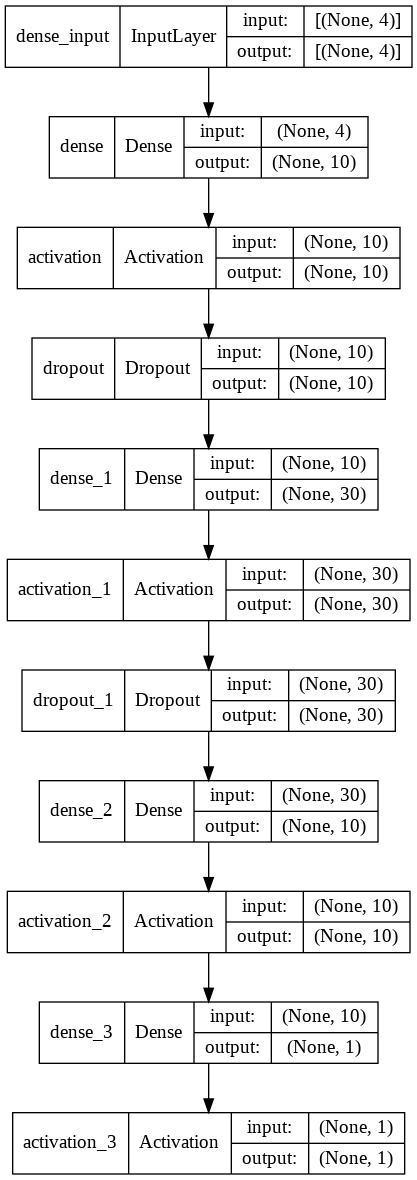 dense_input InputLayer input: [(None, 4)]
output: [(None, 4)]
dense Dense input: (None, 4)
output: (None, 10)
activation Activation input: (None, 10)
output: (None, 10)
dropout Dropout input: (None, 10)
output: (None, 10)
dense_1 Dense input: (None, 10)
output: (None, 30)
activation_1 Activation input: (None, 30)
output: (None, 30)
dropout_1 Dropout input: (None, 30)
output: (None, 30)
dense_2 Dense input: (None, 30)
output: (None, 10)
activation_2 Activation input: (None, 10)
output: (None, 10)
dense_3 Dense input: (None, 10)
output: (None, 1)
activation_3 Activation input: (None, 1)
output: (None, 1)